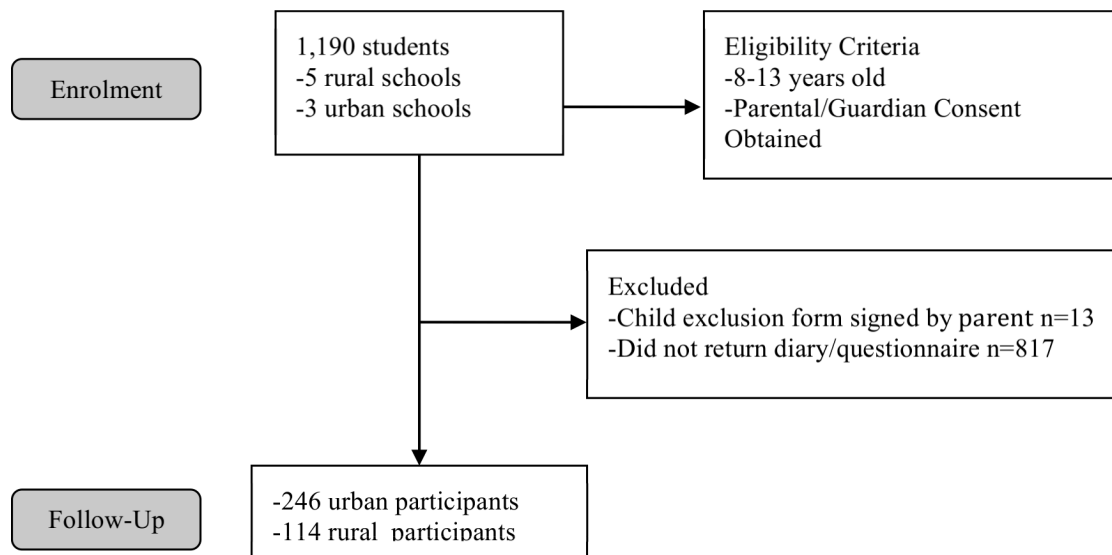 Enrolment
1,190 students
-5 rural schools
-3 urban schools
Eligibility Criteria
-8-13 years old
-Parental/Guardian Consent
Obtained
Excluded
-Child exclusion form signed by parent n=13
-Did not return diary/questionnaire n=817
Follow-Up
-246 urban participants
-114 rural participants